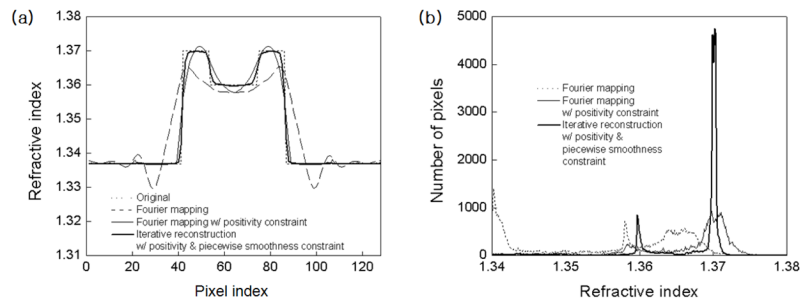 (a)
1.38
1.37
1.36
1.35
1.34
1.33
1.32
1.31
Refractive index
0
20
40
60
80
100
120
Pixel index
Original
Fourier mapping
Fourier mapping w/ positivity constraint
Iterative reconstruction
w/ positivity & piecewise smoothness constraint
(b)
5000
4000
3000
2000
1000
0
Number of pixels
1.34
1.35
1.36
1.37
1.38
Refractive index
Fourier mapping
Fourier mapping
w/ positivity constraint
Iterative reconstruction
w/ positivity &
piecewise smoothness
constraint